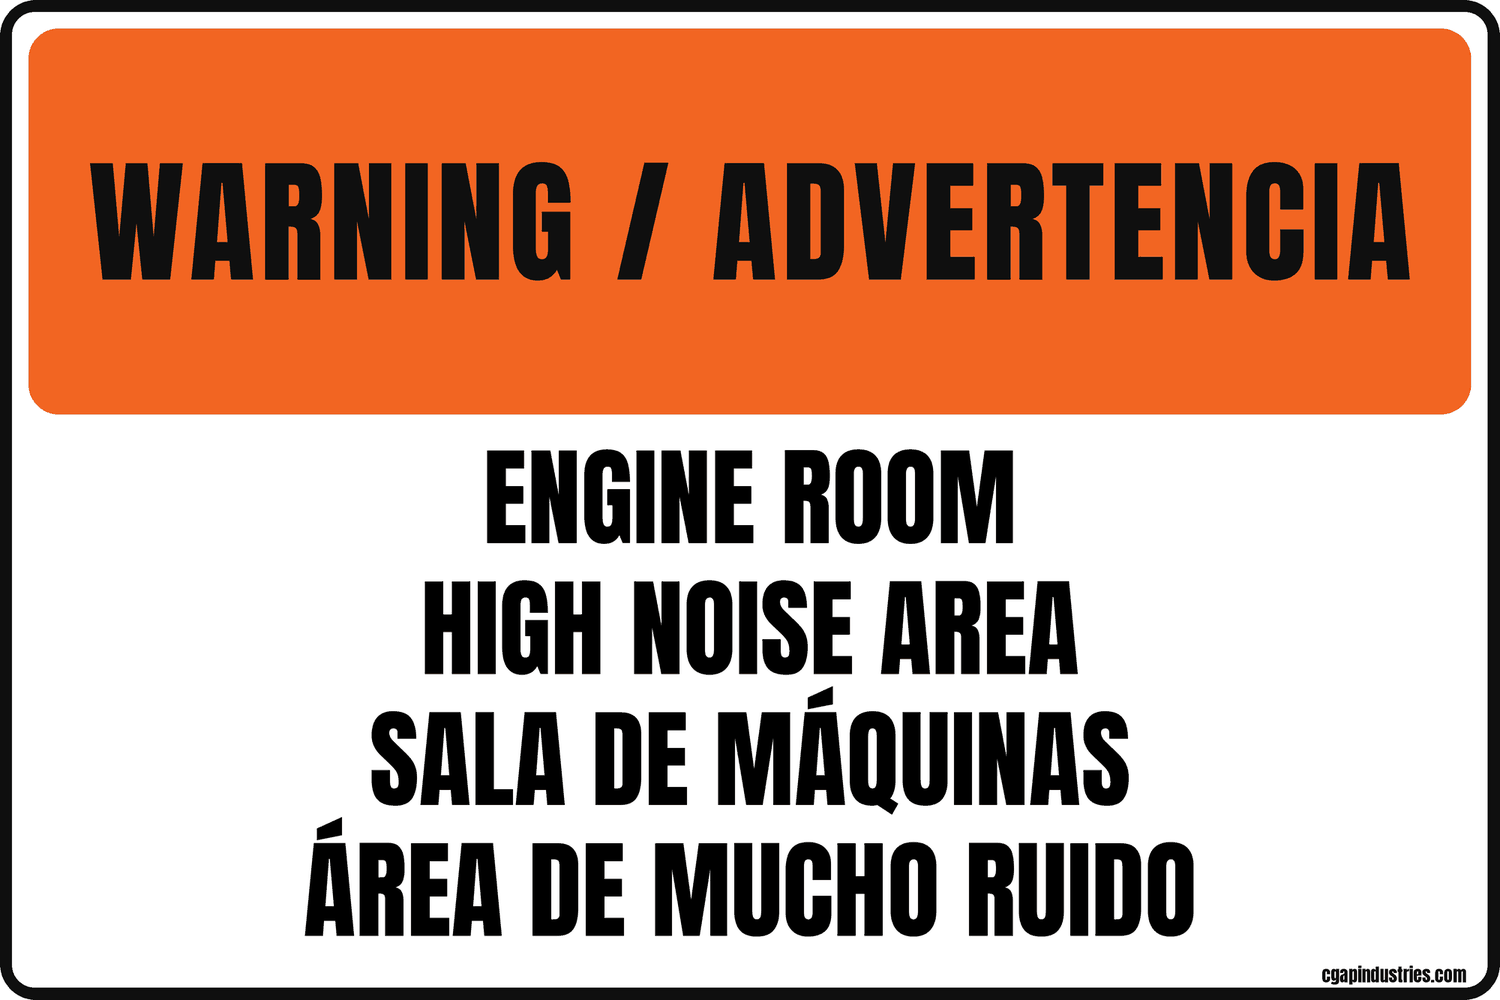 WARNING / ADVERTENCIA
ENGINE ROOM
HIGH NOISE AREA
SALA DE MÁQUINAS
ÁREA DE MUCHO RUIDO
cgapindustries.com